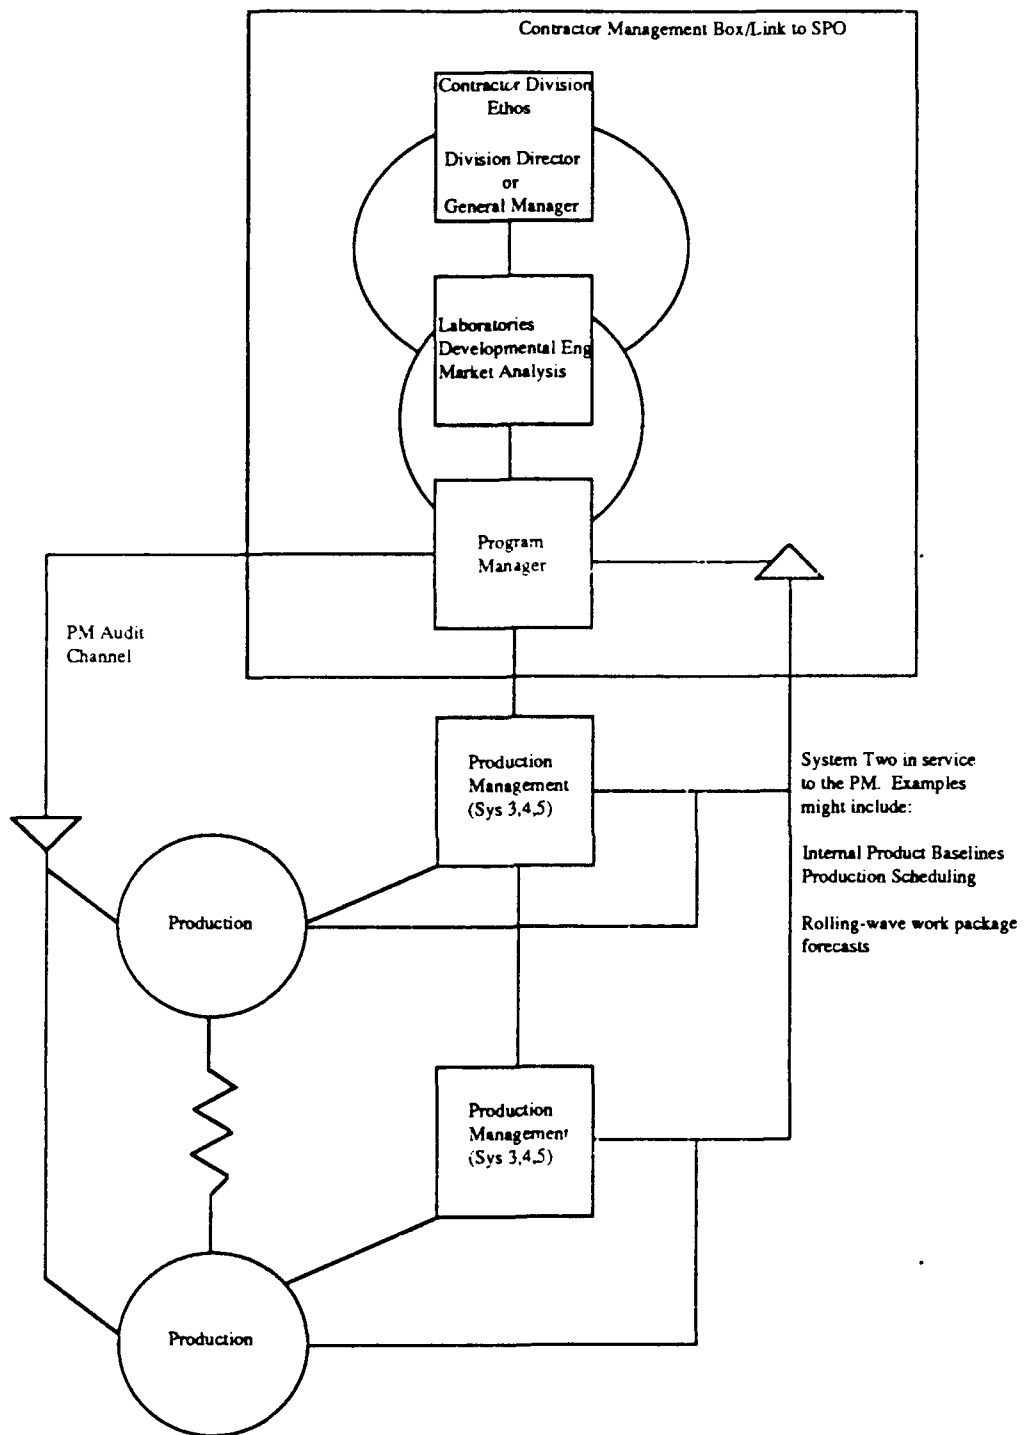 Contractor Management Box/Link to SPO
Contractor Division
Ethos
Division Director
or
General Manager
Laboratories
Developmental Eng
Market Analysis
Program
Manager
PM Audit
Channel
Production
Management
(Sys 3,4,5)
System Two in service
to the PM. Examples
might include:
Internal Product Baselines
Production Scheduling
Rolling-wave work package
forecasts
Production
Production
Management
(Sys 3,4,5)
Production